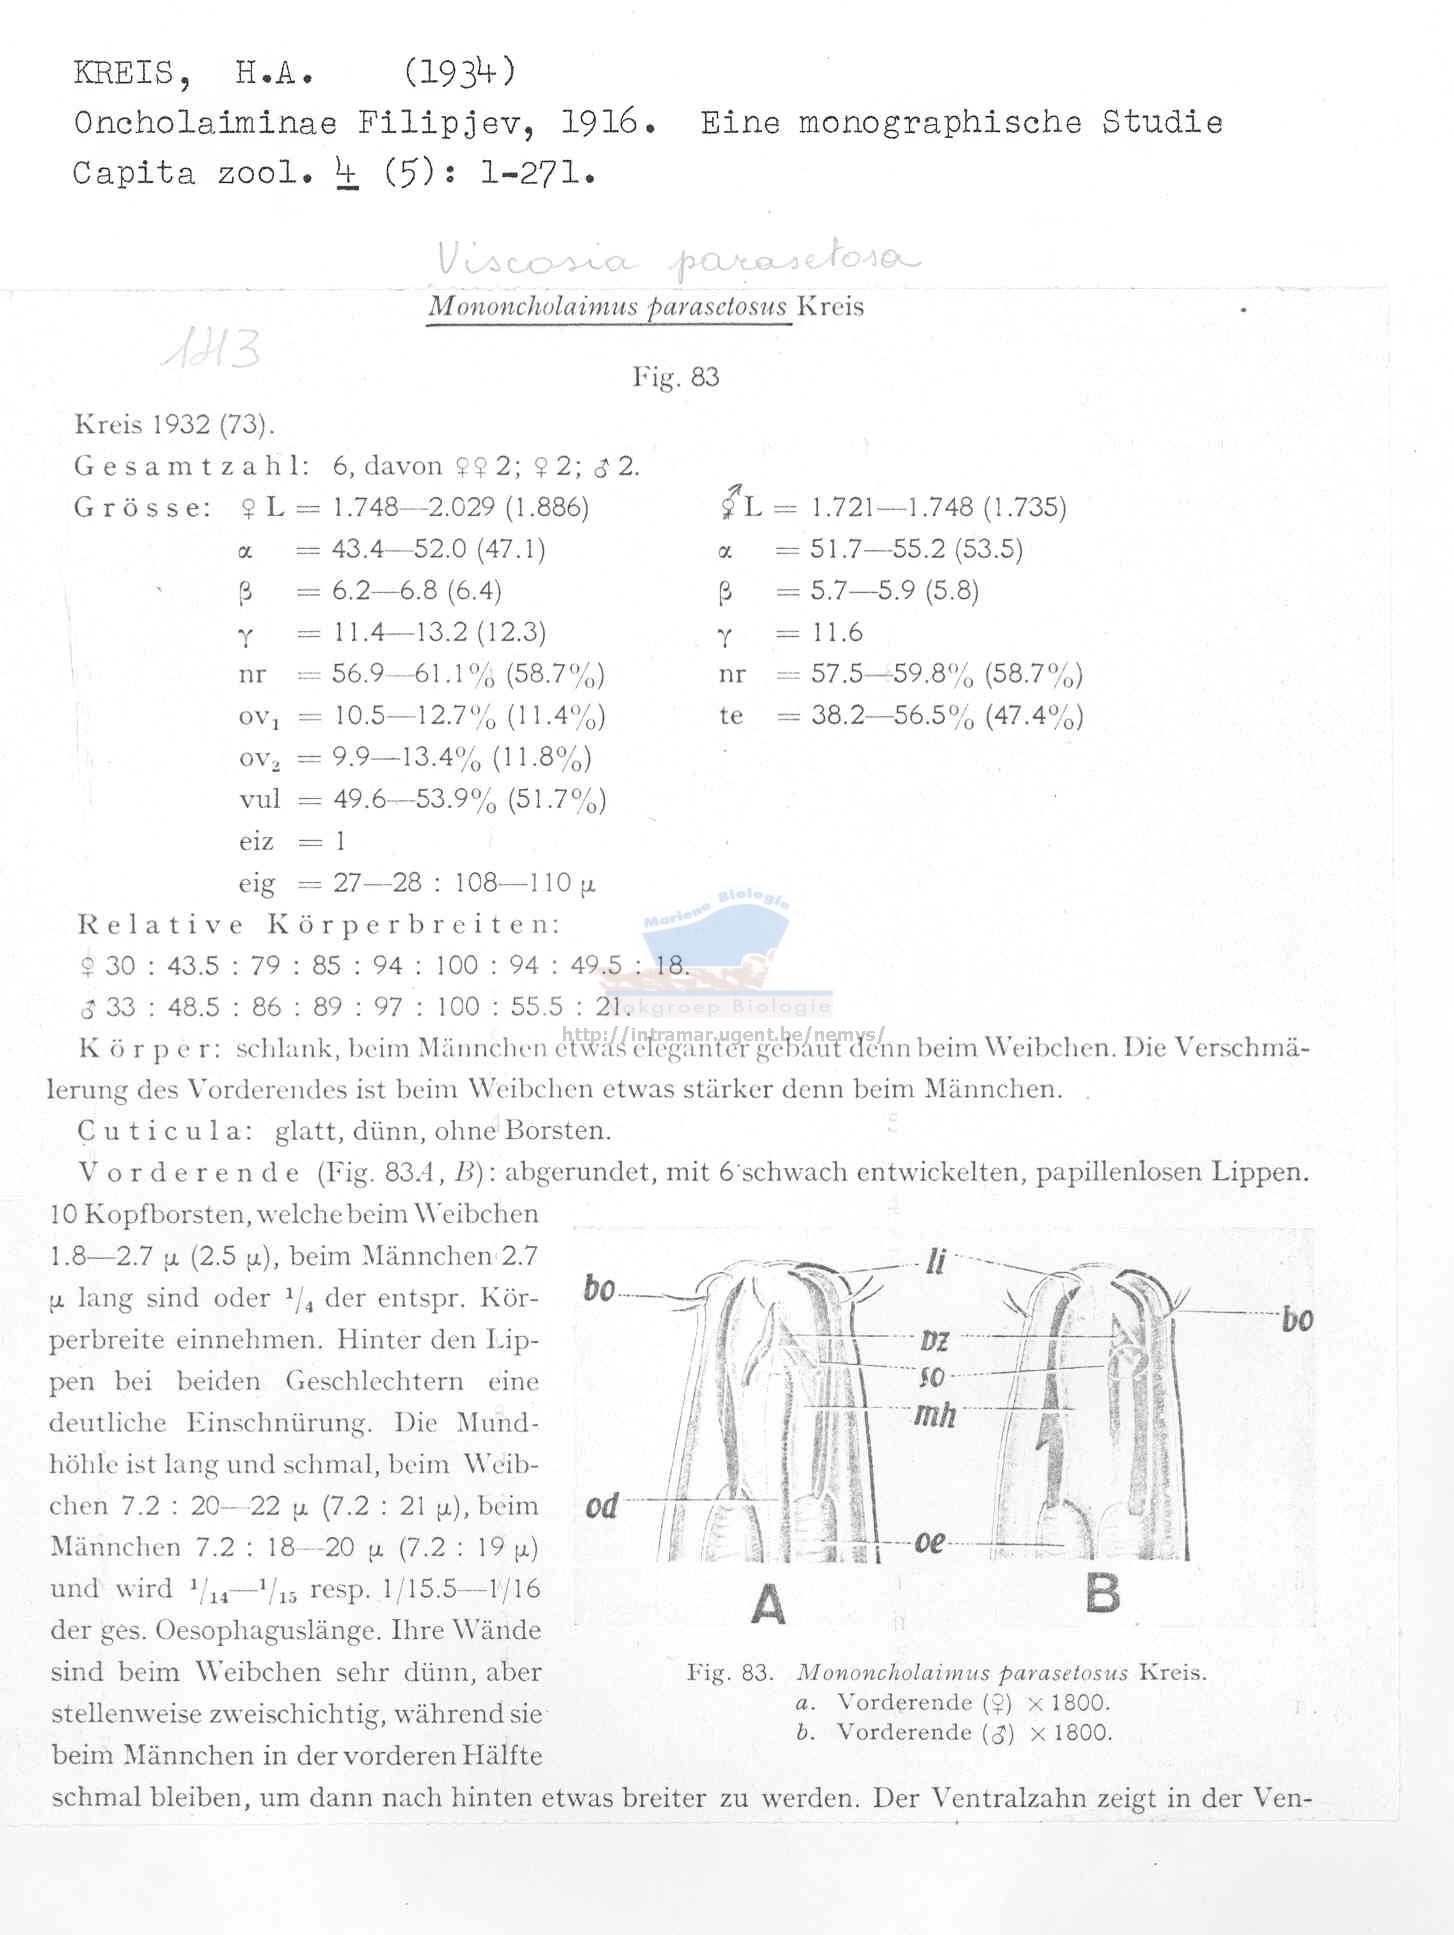 KREIS, H.A. (1934)
Oncholaiminae Filipjev, 1916. Eine monographische Studie
Capita zool. 4 (5): 1-271.
Viscosia parasetosa
Mononcholaimus parasetosus Kreis
Fig. 83
Kreis 1932 (73).
Gesamtzahl: 6, davon ♀♀ 2; ♀ 2; ♂ 2.
Grösse: ♀ L = 1.748—2.029 (1.886) ♂ L = 1.721—1.748 (1.735)
α = 43.4—52.0 (47.1) α = 51.7—55.2 (53.5)
β = 6.2—6.8 (6.4) β = 5.7—5.9 (5.8)
γ = 11.4—13.2 (12.3) γ = 11.6
nr = 56.9—61.1% (58.7%) nr = 57.5—59.8% (58.7%)
ov₁ = 10.5—12.7% (11.4%) te = 38.2—56.5% (47.4%)
ov₂ = 9.9—13.4% (11.8%)
vul = 49.6—53.9% (51.7%)
eiz = 1
eig = 27—28 : 108—110 μ
Mariene Biologie
Relative Körperbreiten:
♀ 30 : 43.5 : 79 : 85 : 94 : 100 : 94 : 49.5 : 18.
♂ 33 : 48.5 : 86 : 89 : 97 : 100 : 55.5 : 21.
Vakgroep Biologie
http://intramar.ugent.be/nemys/
Körper: schlank, beim Männchen etwas eleganter gebaut denn beim Weibchen. Die Verschmä-
lerung des Vorderendes ist beim Weibchen etwas stärker denn beim Männchen.
Cuticula: glatt, dünn, ohne Borsten.
Vorderende (Fig. 83A, B): abgerundet, mit 6 schwach entwickelten, papillenlosen Lippen.
10 Kopfborsten, welche beim Weibchen
1.8—2.7 μ (2.5 μ), beim Männchen 2.7
μ lang sind oder ¹/₄ der entspr. Kör-
perbreite einnehmen. Hinter den Lip-
pen bei beiden Geschlechtern eine
deutliche Einschnürung. Die Mund-
höhle ist lang und schmal, beim Weib-
chen 7.2 : 20—22 μ (7.2 : 21 μ), beim
Männchen 7.2 : 18—20 μ (7.2 : 19 μ)
und wird ¹/₁₄—¹/₁₅ resp. 1/15.5—1/16
der ges. Oesophaguslänge. Ihre Wände
sind beim Weibchen sehr dünn, aber
stellenweise zweischichtig, während sie
beim Männchen in der vorderen Hälfte
schmal bleiben, um dann nach hinten etwas breiter zu werden. Der Ventralzahn zeigt in der Ven-
li
bo
bo
DZ
so
mh
od
oe
A B
Fig. 83. Mononcholaimus parasetosus Kreis.
a. Vorderende (♀) × 1800.
b. Vorderende (♂) × 1800.